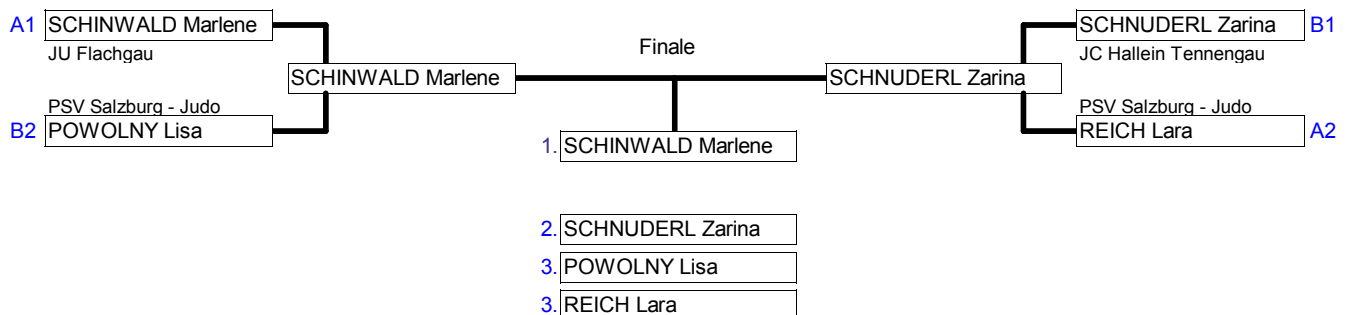 A1 SCHINWALD Marlene
JU Flachgau
SCHINWALD Marlene
PSV Salzburg - Judo
B2 POWOLNY Lisa
Finale
SCHNUDERL Zarina B1
JC Hallein Tennengau
SCHNUDERL Zarina
PSV Salzburg - Judo
REICH Lara A2
1. SCHINWALD Marlene
2. SCHNUDERL Zarina
3. POWOLNY Lisa
3. REICH Lara